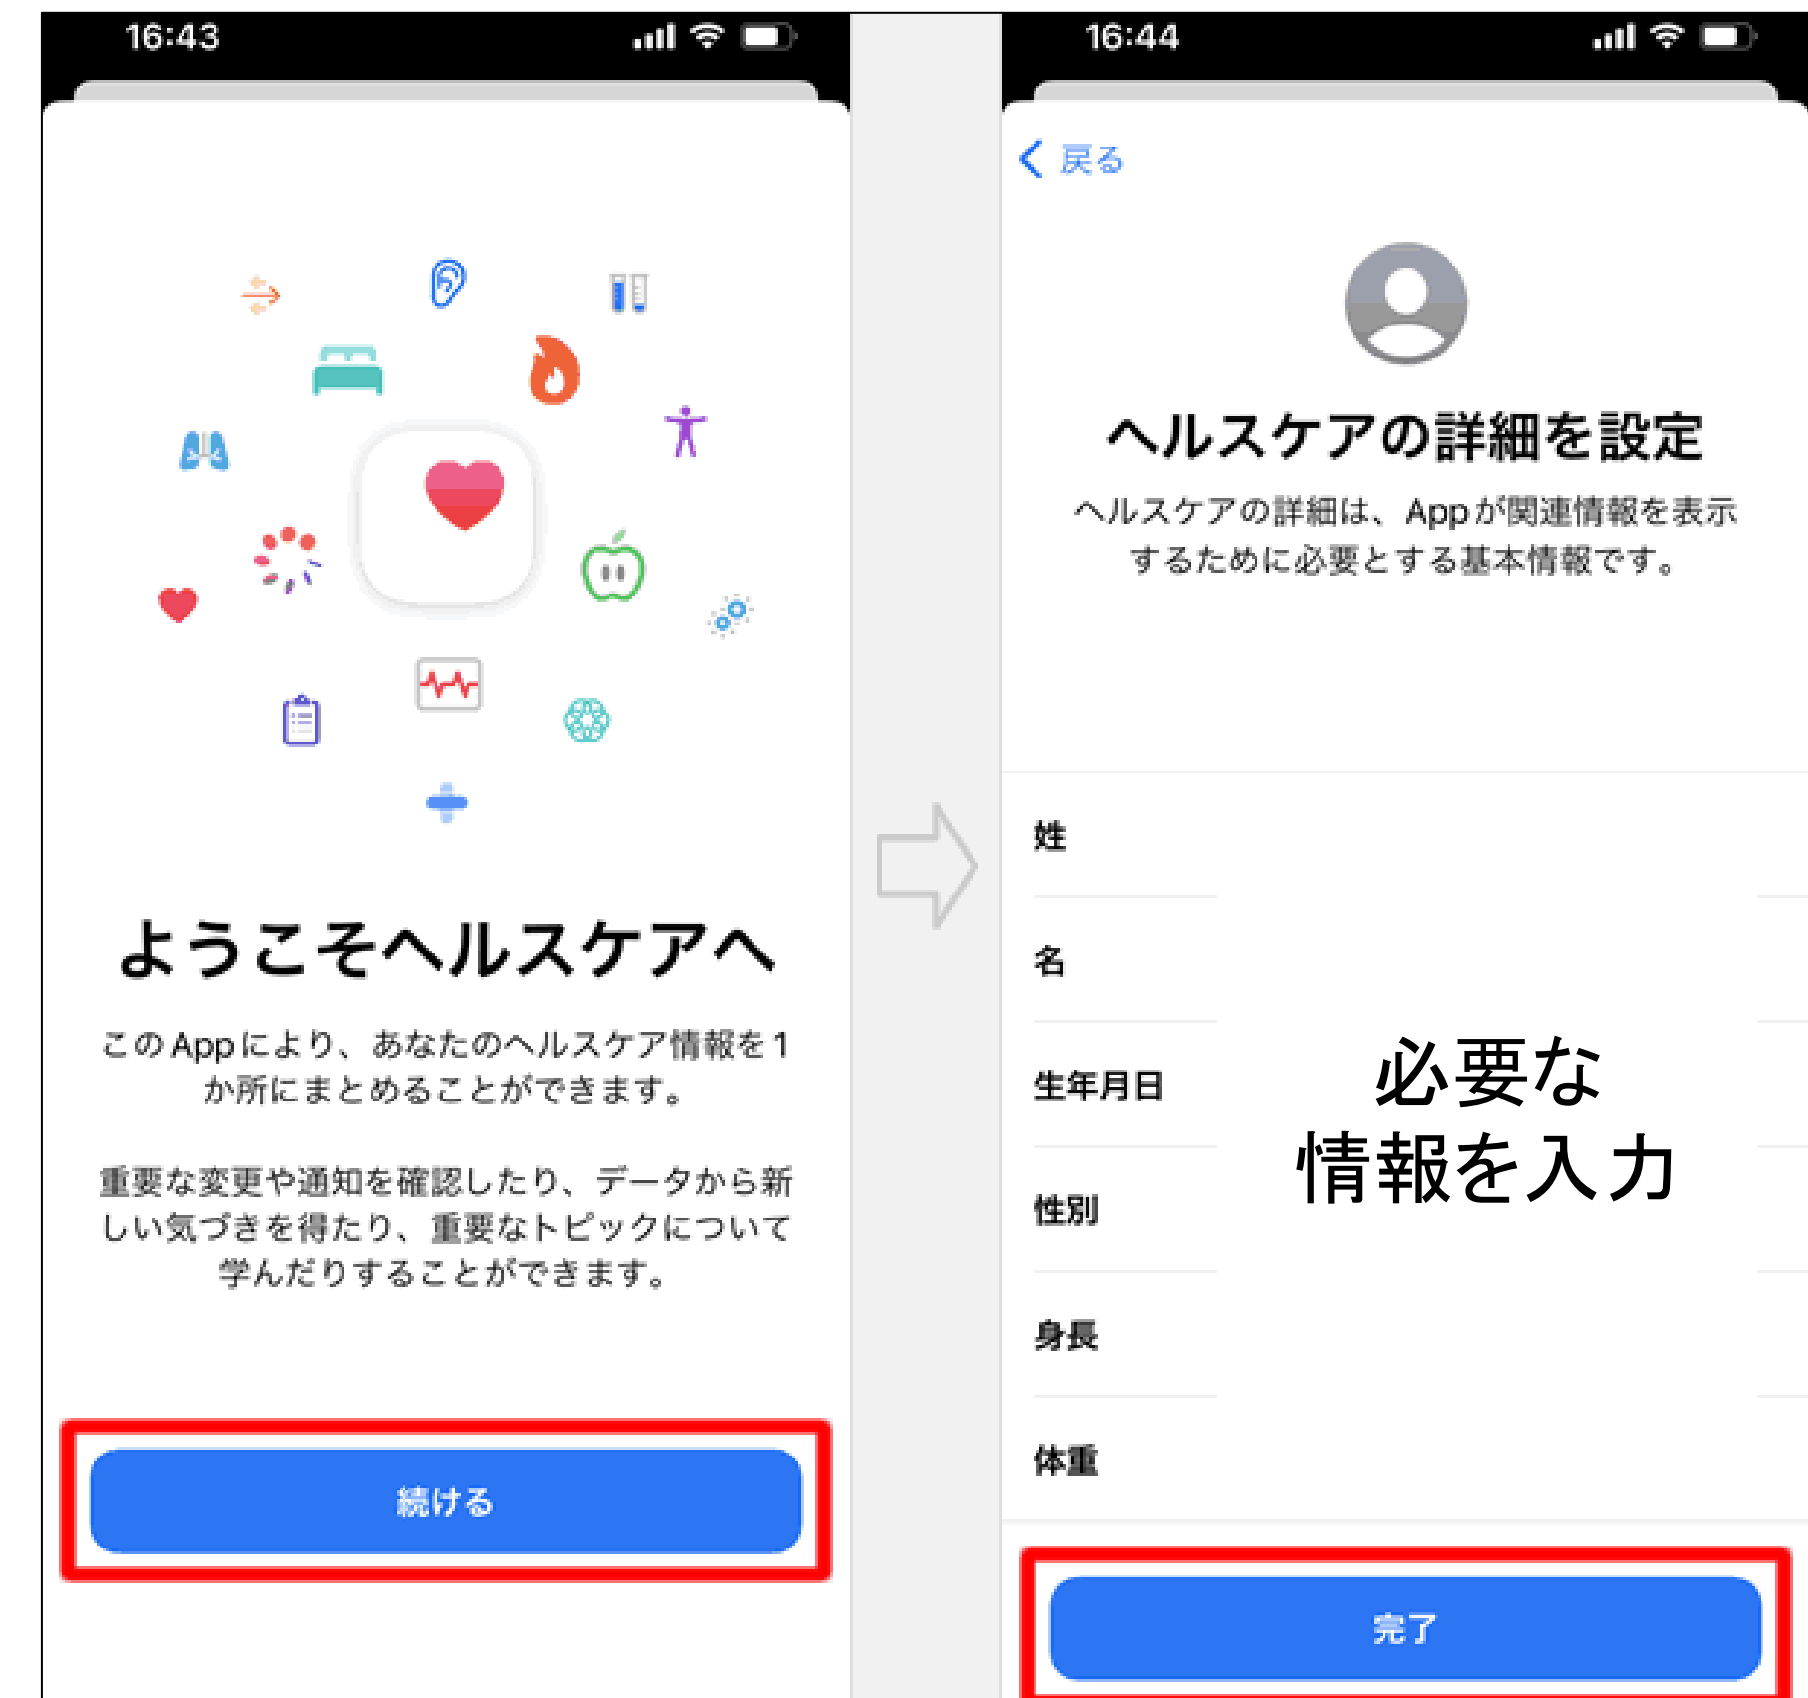 16:43
ようこそヘルスケアへ
このAppにより、あなたのヘルスケア情報を1
か所にまとめることができます。
重要な変更や通知を確認したり、データから新
しい気づきを得たり、重要なトピックについて
学んだりすることができます。
続ける
16:44
戻る
ヘルスケアの詳細を設定
ヘルスケアの詳細は、Appが関連情報を表示
するために必要とする基本情報です。
姓
名
生年月日
性別
身長
体重
必要な
情報を入力
完了